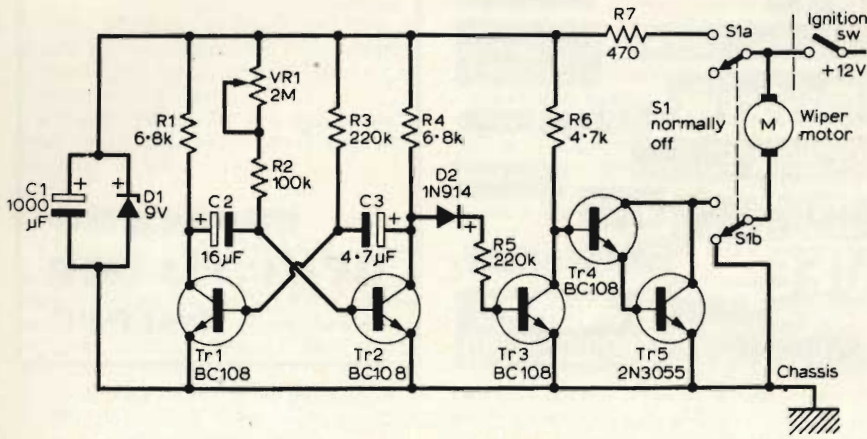 R7
470
S1a
Ignition
sw
+12V
VR1
2M
R1
6·8k
R3
220k
R4
6·8k
R6
4·7k
S1
normally
off
M
Wiper
motor
C1
1000
µF
+
+
D1
9V
R2
100k
D2
1N914
+
C2
+
16µF
C3
+
4·7µF
R5
220k
Tr4
BC108
S1b
Tr1
BC108
Tr2
BC108
Tr3
BC108
Tr5
2N3055
Chassis